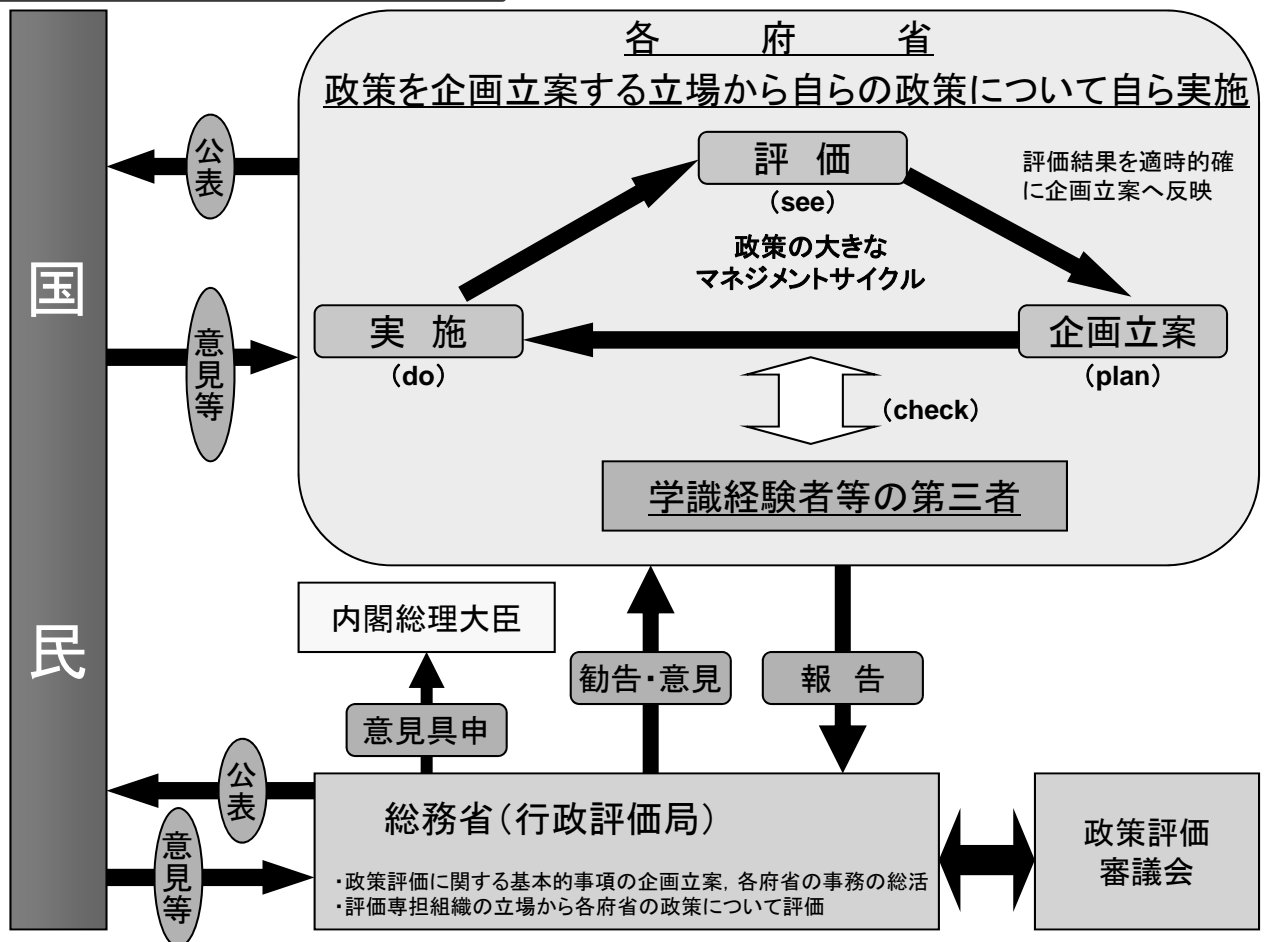 各 府 省
政策を企画立案する立場から自らの政策について自ら実施
公表
評 価
(see)
評価結果を適時的確
に企画立案へ反映
政策の大きな
マネジメントサイクル
国民
意見等
実 施
(do)
企画立案
(plan)
(check)
学識経験者等の第三者
内閣総理大臣
勧告・意見
報 告
意見具申
公表
意見等
総務省(行政評価局)
・政策評価に関する基本的事項の企画立案，各府省の事務の総活
・評価専担組織の立場から各府省の政策について評価
政策評価
審議会